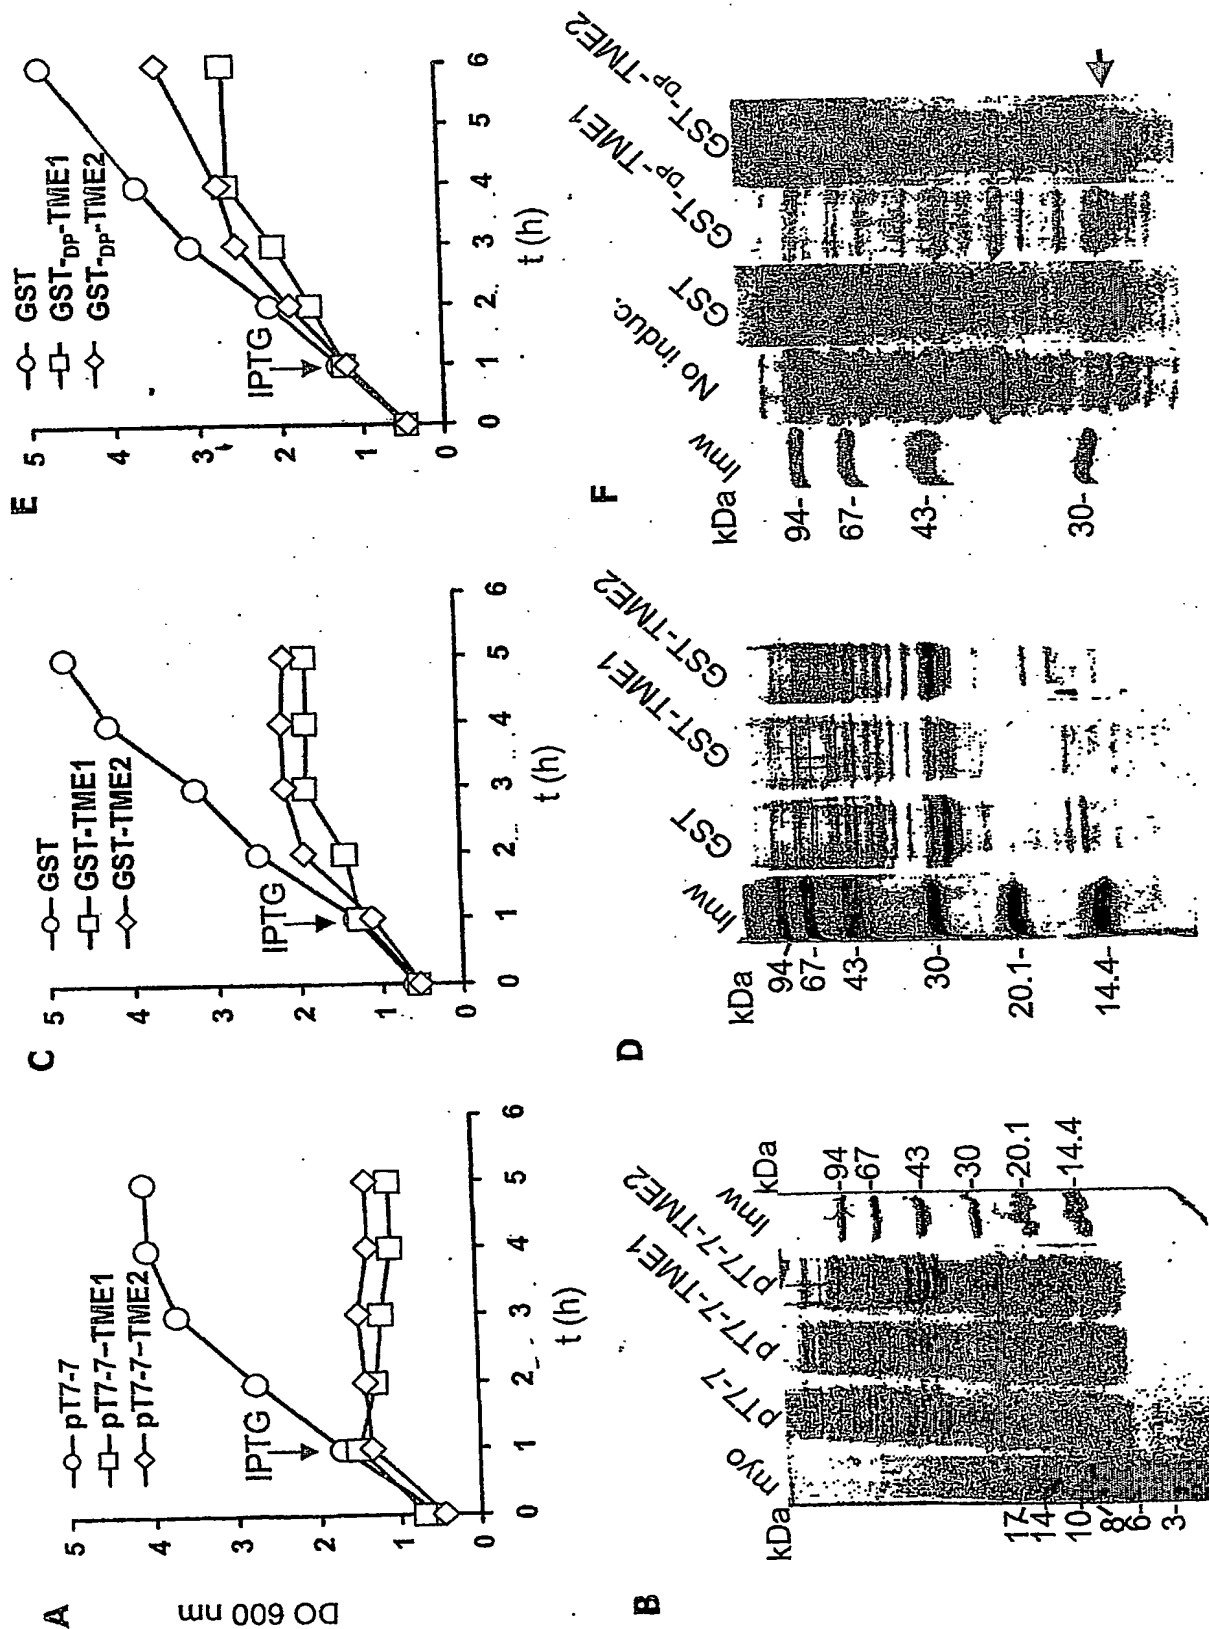 A
DO 600 nm
pT7-7
pT7-7-TME1
pT7-7-TME2
IPTG
5
4
3
2
1
0
0 1 2 3 4 5 6
t (h)
B
kDa
myo
pT7-7
pT7-7-TME1
pT7-7-TME2
lmw
kDa
17-
14-
10-
8-
6-
3-
-94
-67
-43
-30
-20.1
-14.4
C
GST
GST-TME1
GST-TME2
IPTG
5
4
3
2
1
0
0 1 2 3 4 5 6
t (h)
D
kDa
lmw
GST
GST-TME1
GST-TME2
94-
67-
43-
30-
20.1-
14.4-
E
GST
GST-DP-TME1
GST-DP-TME2
IPTG
5
4
3
2
1
0
0 1 2 3 4 5 6
t (h)
F
kDa
lmw
No induc.
GST
GST-DP-TME1
GST-DP-TME2
94-
67-
43-
30-